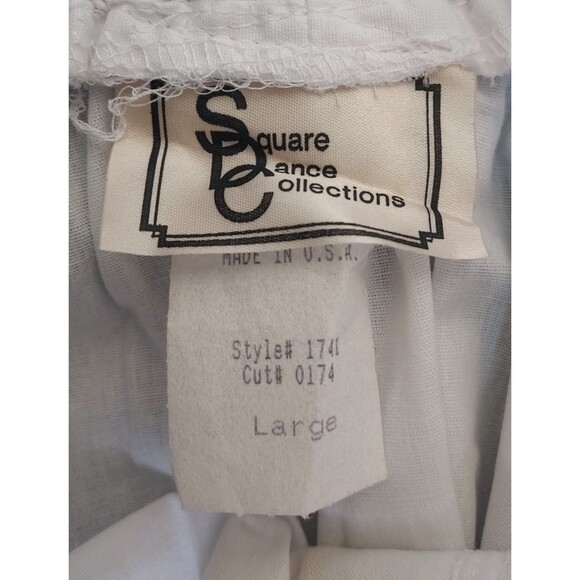 Square
Dance
Collections
MADE IN U.S.A.
Style#
Cut# 0174
Large